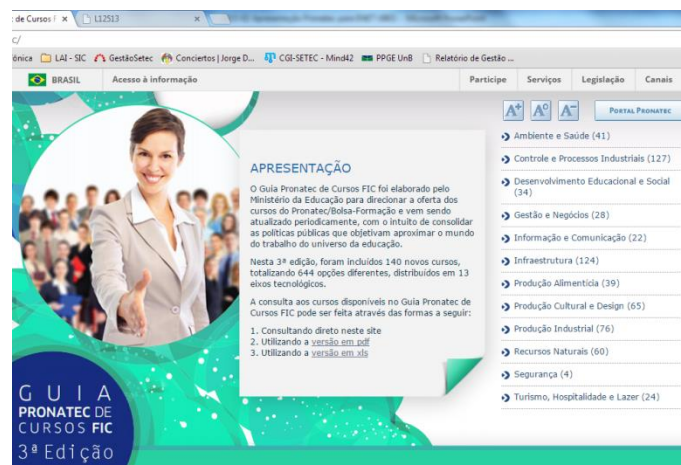 de Cursos F
L12513
c/
ônica
LAI - SIC
GestãoSetec
Conciertos | Jorge D...
CGI-SETEC - Mind42
PPGE UnB
Relatório de Gestão ...
BRASIL
Acesso à informação
Participe
Serviços
Legislação
Canais
A+
A°
A-
PORTAL PRONATEC
APRESENTAÇÃO
O Guia Pronatec de Cursos FIC foi elaborado pelo
Ministério da Educação para direcionar a oferta dos
cursos do Pronatec/Bolsa-Formação e vem sendo
atualizado periodicamente, com o intuito de consolidar
as políticas públicas que objetivam aproximar o mundo
do trabalho do universo da educação.
Nesta 3ª edição, foram incluídos 140 novos cursos,
totalizando 644 opções diferentes, distribuídos em 13
eixos tecnológicos.
A consulta aos cursos disponíveis no Guia Pronatec de
Cursos FIC pode ser feita através das formas a seguir:
1. Consultando direto neste site
2. Utilizando a versão em pdf
3. Utilizando a versão em xls
Ambiente e Saúde (41)
Controle e Processos Industriais (127)
Desenvolvimento Educacional e Social
(34)
Gestão e Negócios (28)
Informação e Comunicação (22)
Infraestrutura (124)
Produção Alimentícia (39)
Produção Cultural e Design (65)
Produção Industrial (76)
Recursos Naturais (60)
Segurança (4)
Turismo, Hospitalidade e Lazer (24)
GUIA
PRONATEC DE
CURSOS FIC
3ª Edição